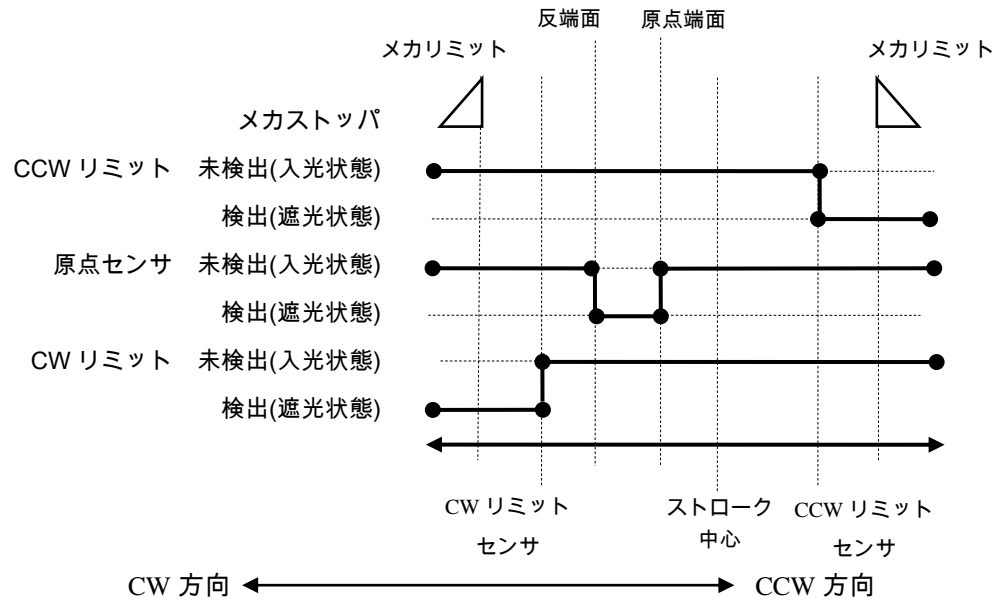 反端面 原点端面
メカリミット メカリミット
メカストッパ
CCW リミット 未検出(入光状態)
検出(遮光状態)
原点センサ 未検出(入光状態)
検出(遮光状態)
CW リミット 未検出(入光状態)
検出(遮光状態)
CW リミット
センサ
ストローク
中心
CCW リミット
センサ
CW 方向 CCW 方向